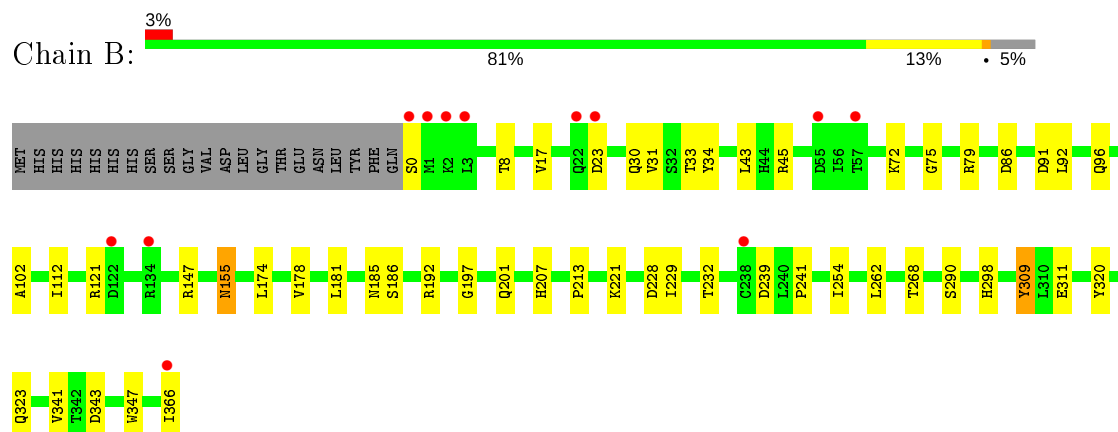 3%
Chain B:
81% 13% • 5%
MET HIS HIS HIS HIS HIS HIS SER SER GLY VAL ASP LEU GLY THR GLU ASN LEU TYR PHE GLN S0 M1 K2 L3 T8 V17 Q22 D23 Q30 V31 S32 T33 Y34 L43 H44 R45 D55 I56 T57 K72 G75 R79 D86 D91 L92 Q96
A102 I112 R121 D122 R134 R147 N155 L174 V178 L181 N185 S186 R192 G197 Q201 H207 P213 K221 D228 I229 T232 C238 D239 L240 P241 I254 L262 T268 S290 H298 Y309 L310 E311 Y320
Q323 V341 T342 D343 W347 I366